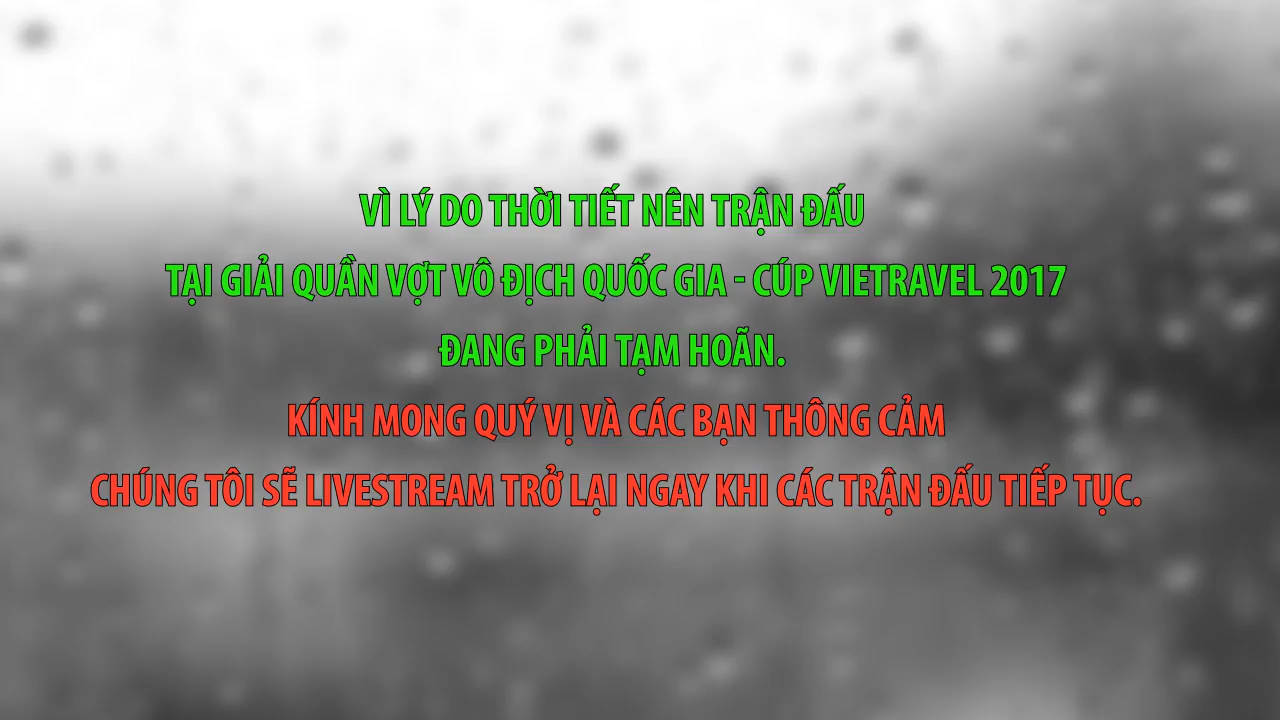 VÌ LÝ DO THỜI TIẾT NÊN TRẬN ĐẤU
TẠI GIẢI QUẦN VỢT VÔ ĐỊCH QUỐC GIA - CÚP VIETRAVEL 2017
ĐANG PHẢI TẠM HOÃN.
KÍNH MONG QUÝ VỊ VÀ CÁC BẠN THÔNG CẢM
CHÚNG TÔI SẼ LIVESTREAM TRỞ LẠI NGAY KHI CÁC TRẬN ĐẤU TIẾP TỤC.